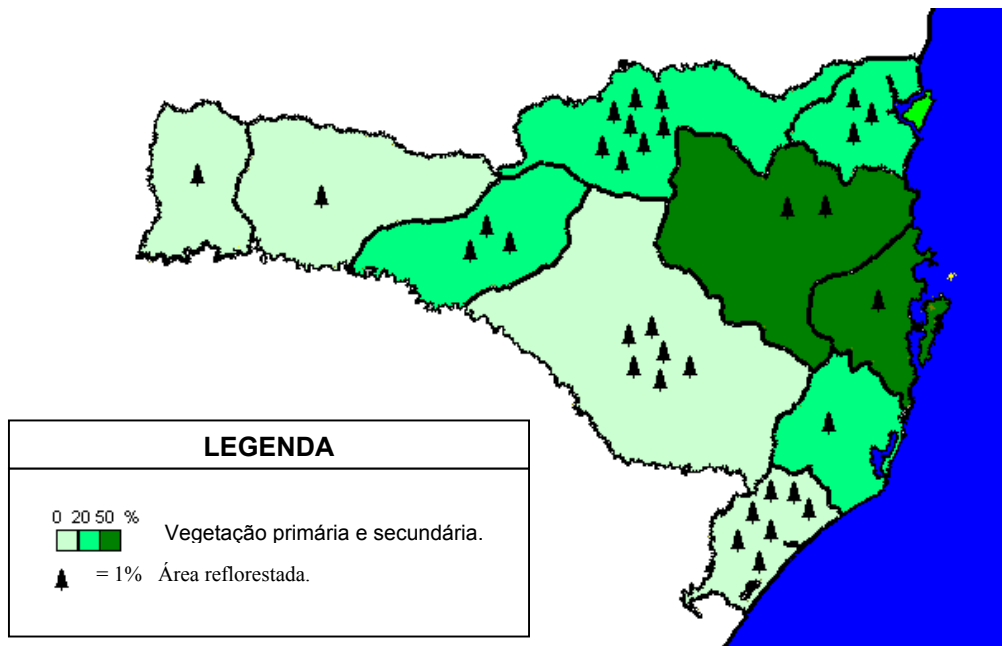 LEGENDA
0 20 50 %
Vegetação primária e secundária.
= 1% Área reflorestada.